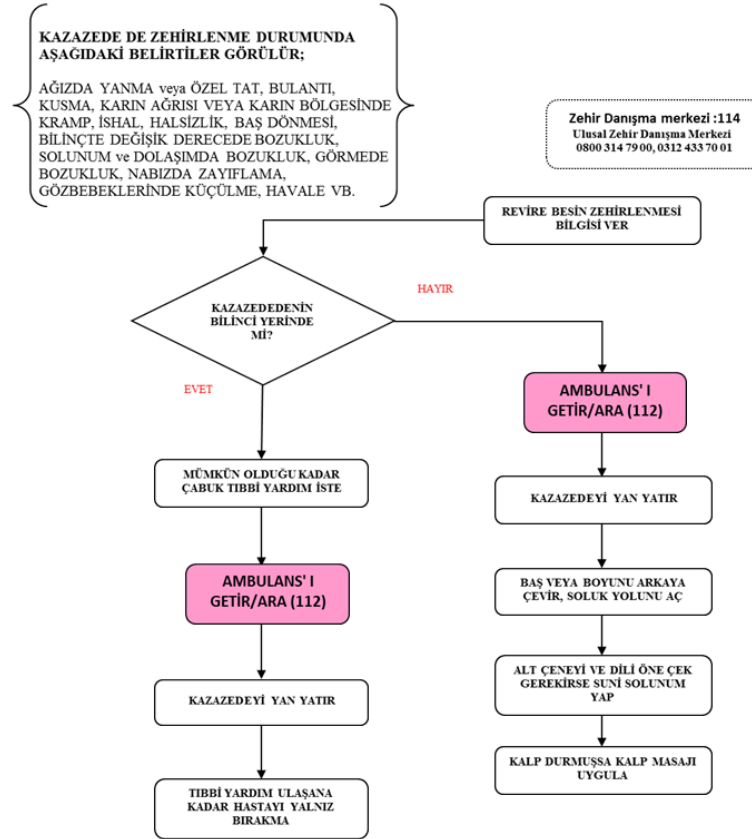 KAZAZEDE DE ZEHİRLENME DURUMUNDA
AŞAĞIDAKİ BELİRTİLER GÖRÜLÜR;
AĞIZDA YANMA veya ÖZEL TAT, BULANTI,
KUSMA, KARIN AĞRISI VEYA KARIN BÖLGESİNDE
KRAMP, İSHAL, HALSİZLİK, BAŞ DÖNMESİ,
BİLİNÇTE DEĞİŞİK DERECEDE BOZUKLUK,
SOLUNUM ve DOLAŞIMDA BOZUKLUK, GÖRMEDE
BOZUKLUK, NABIZDA ZAYIFLAMA,
GÖZBEBEKLERİNDE KÜÇÜLME, HAVALE VB.
Zehir Danışma merkezi :114
Ulusal Zehir Danışma Merkezi
0800 314 79 00, 0312 433 70 01
REVİRE BESİN ZEHİRLENMESİ
BİLGİSİ VER
KAZAZEDEDENİN
BİLİNCİ YERİNDE
Mİ?
HAYIR
EVET
AMBULANS' I
GETİR/ARA (112)
KAZAZEDEYİ YAN YATIR
BAŞ VEYA BOYUNU ARKAYA
ÇEVİR, SOLUK YOLUNU AÇ
ALT ÇENEYİ VE DİLİ ÖNE ÇEK
GEREKİRSE SUNİ SOLUNUM
YAP
KALP DURMUŞSA KALP MASAJI
UYGULA
MÜMKÜN OLDUĞU KADAR
ÇABUK TIBBİ YARDIM İSTE
AMBULANS' I
GETİR/ARA (112)
KAZAZEDEYİ YAN YATIR
TIBBİ YARDIM ULAŞANA
KADAR HASTAYI YALNIZ
BIRAKMA